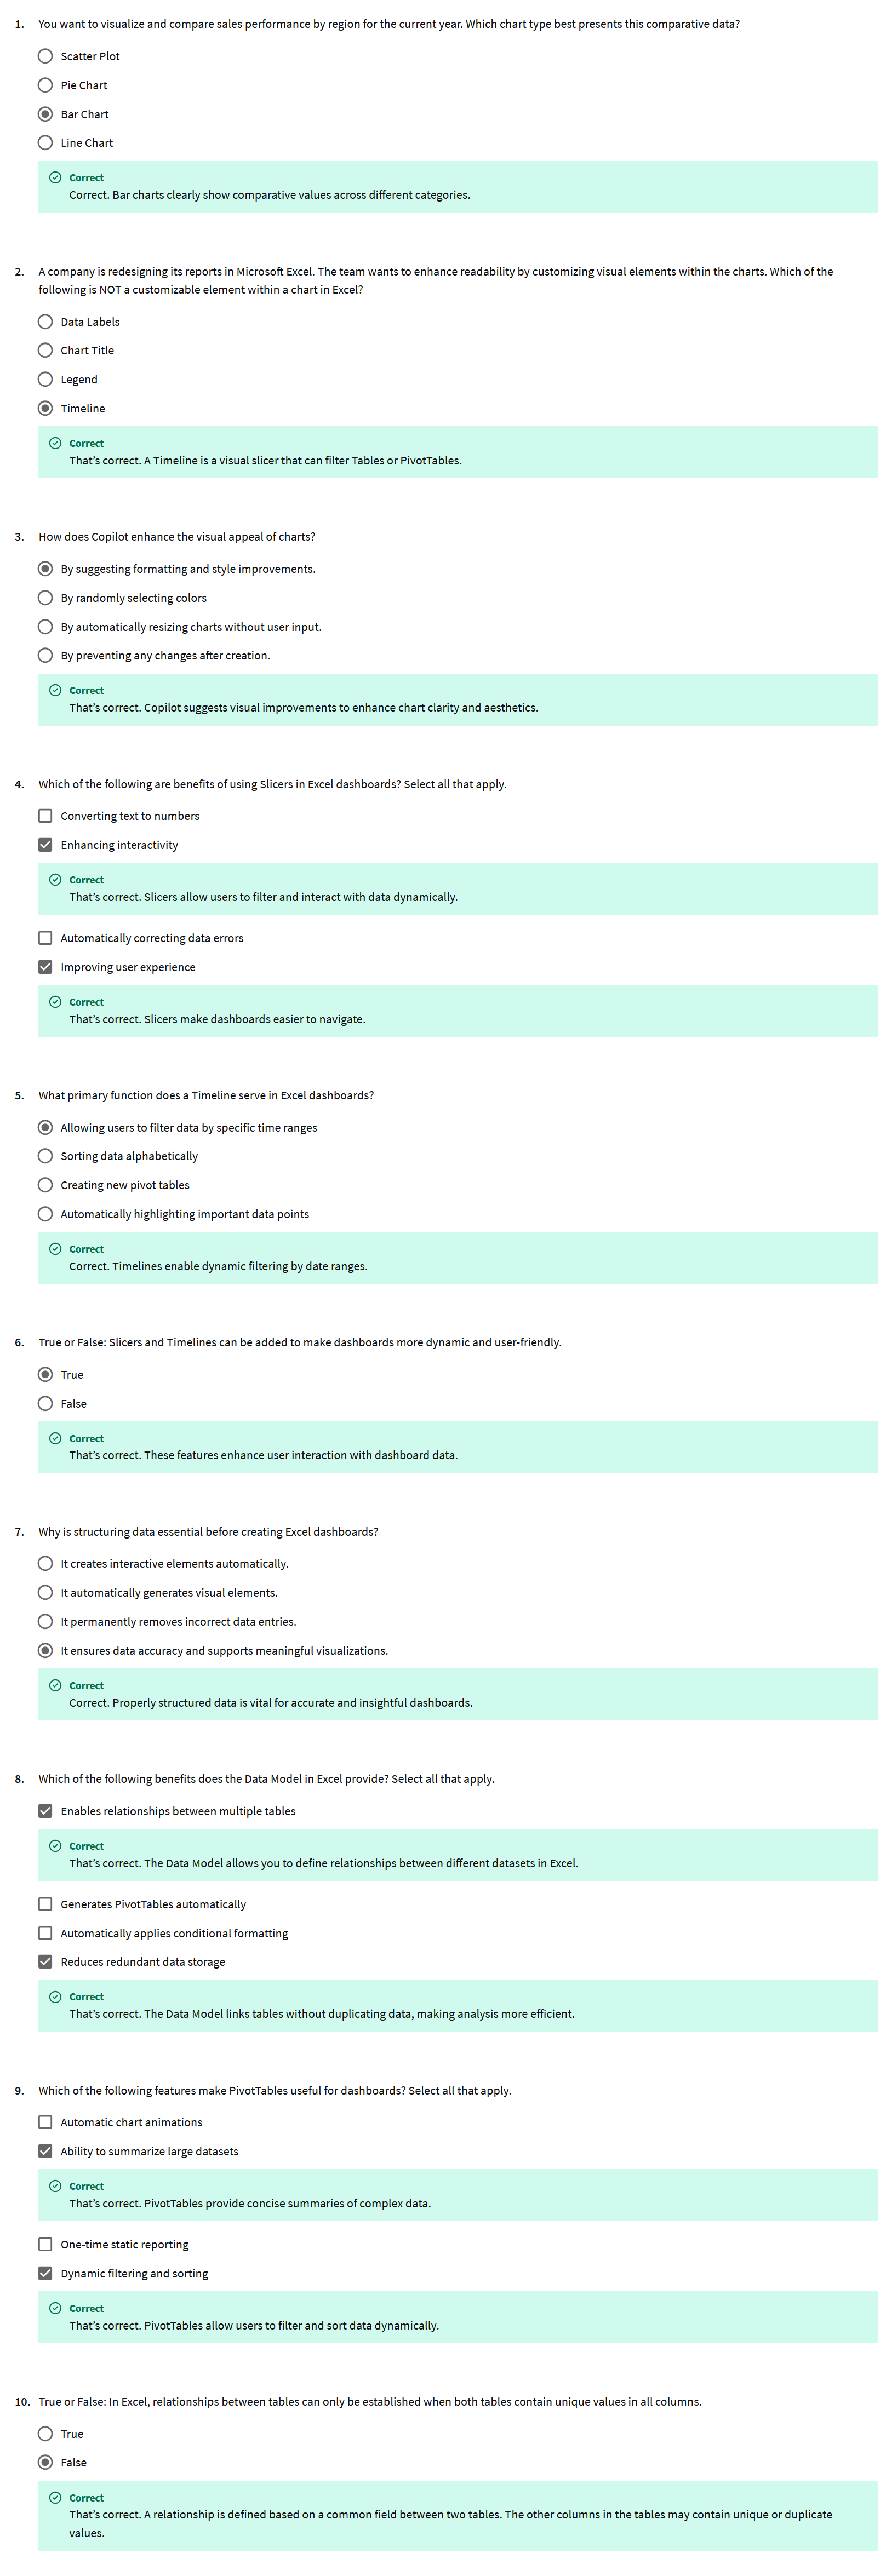 1. You want to visualize and compare sales performance by region for the current year. Which chart type best presents this comparative data?
Scatter Plot
Pie Chart
Bar Chart
Line Chart
Correct
Correct. Bar charts clearly show comparative values across different categories.
2. A company is redesigning its reports in Microsoft Excel. The team wants to enhance readability by customizing visual elements within the charts. Which of the
following is NOT a customizable element within a chart in Excel?
Data Labels
Chart Title
Legend
Timeline
Correct
That's correct. A Timeline is a visual slicer that can filter Tables or PivotTables.
3. How does Copilot enhance the visual appeal of charts?
By suggesting formatting and style improvements.
By randomly selecting colors
By automatically resizing charts without user input.
By preventing any changes after creation.
Correct
That's correct. Copilot suggests visual improvements to enhance chart clarity and aesthetics.
4. Which of the following are benefits of using Slicers in Excel dashboards? Select all that apply.
Converting text to numbers
Enhancing interactivity
Correct
That's correct. Slicers allow users to filter and interact with data dynamically.
Automatically correcting data errors
Improving user experience
Correct
That's correct. Slicers make dashboards easier to navigate.
5. What primary function does a Timeline serve in Excel dashboards?
Allowing users to filter data by specific time ranges
Sorting data alphabetically
Creating new pivot tables
Automatically highlighting important data points
Correct
Correct. Timelines enable dynamic filtering by date ranges.
6. True or False: Slicers and Timelines can be added to make dashboards more dynamic and user-friendly.
True
False
Correct
That's correct. These features enhance user interaction with dashboard data.
7. Why is structuring data essential before creating Excel dashboards?
It creates interactive elements automatically.
It automatically generates visual elements.
It permanently removes incorrect data entries.
It ensures data accuracy and supports meaningful visualizations.
Correct
Correct. Properly structured data is vital for accurate and insightful dashboards.
8. Which of the following benefits does the Data Model in Excel provide? Select all that apply.
Enables relationships between multiple tables
Correct
That's correct. The Data Model allows you to define relationships between different datasets in Excel.
Generates PivotTables automatically
Automatically applies conditional formatting
Reduces redundant data storage
Correct
That's correct. The Data Model links tables without duplicating data, making analysis more efficient.
9. Which of the following features make PivotTables useful for dashboards? Select all that apply.
Automatic chart animations
Ability to summarize large datasets
Correct
That's correct. PivotTables provide concise summaries of complex data.
One-time static reporting
Dynamic filtering and sorting
Correct
That's correct. PivotTables allow users to filter and sort data dynamically.
10. True or False: In Excel, relationships between tables can only be established when both tables contain unique values in all columns.
True
False
Correct
That's correct. A relationship is defined based on a common field between two tables. The other columns in the tables may contain unique or duplicate
values.